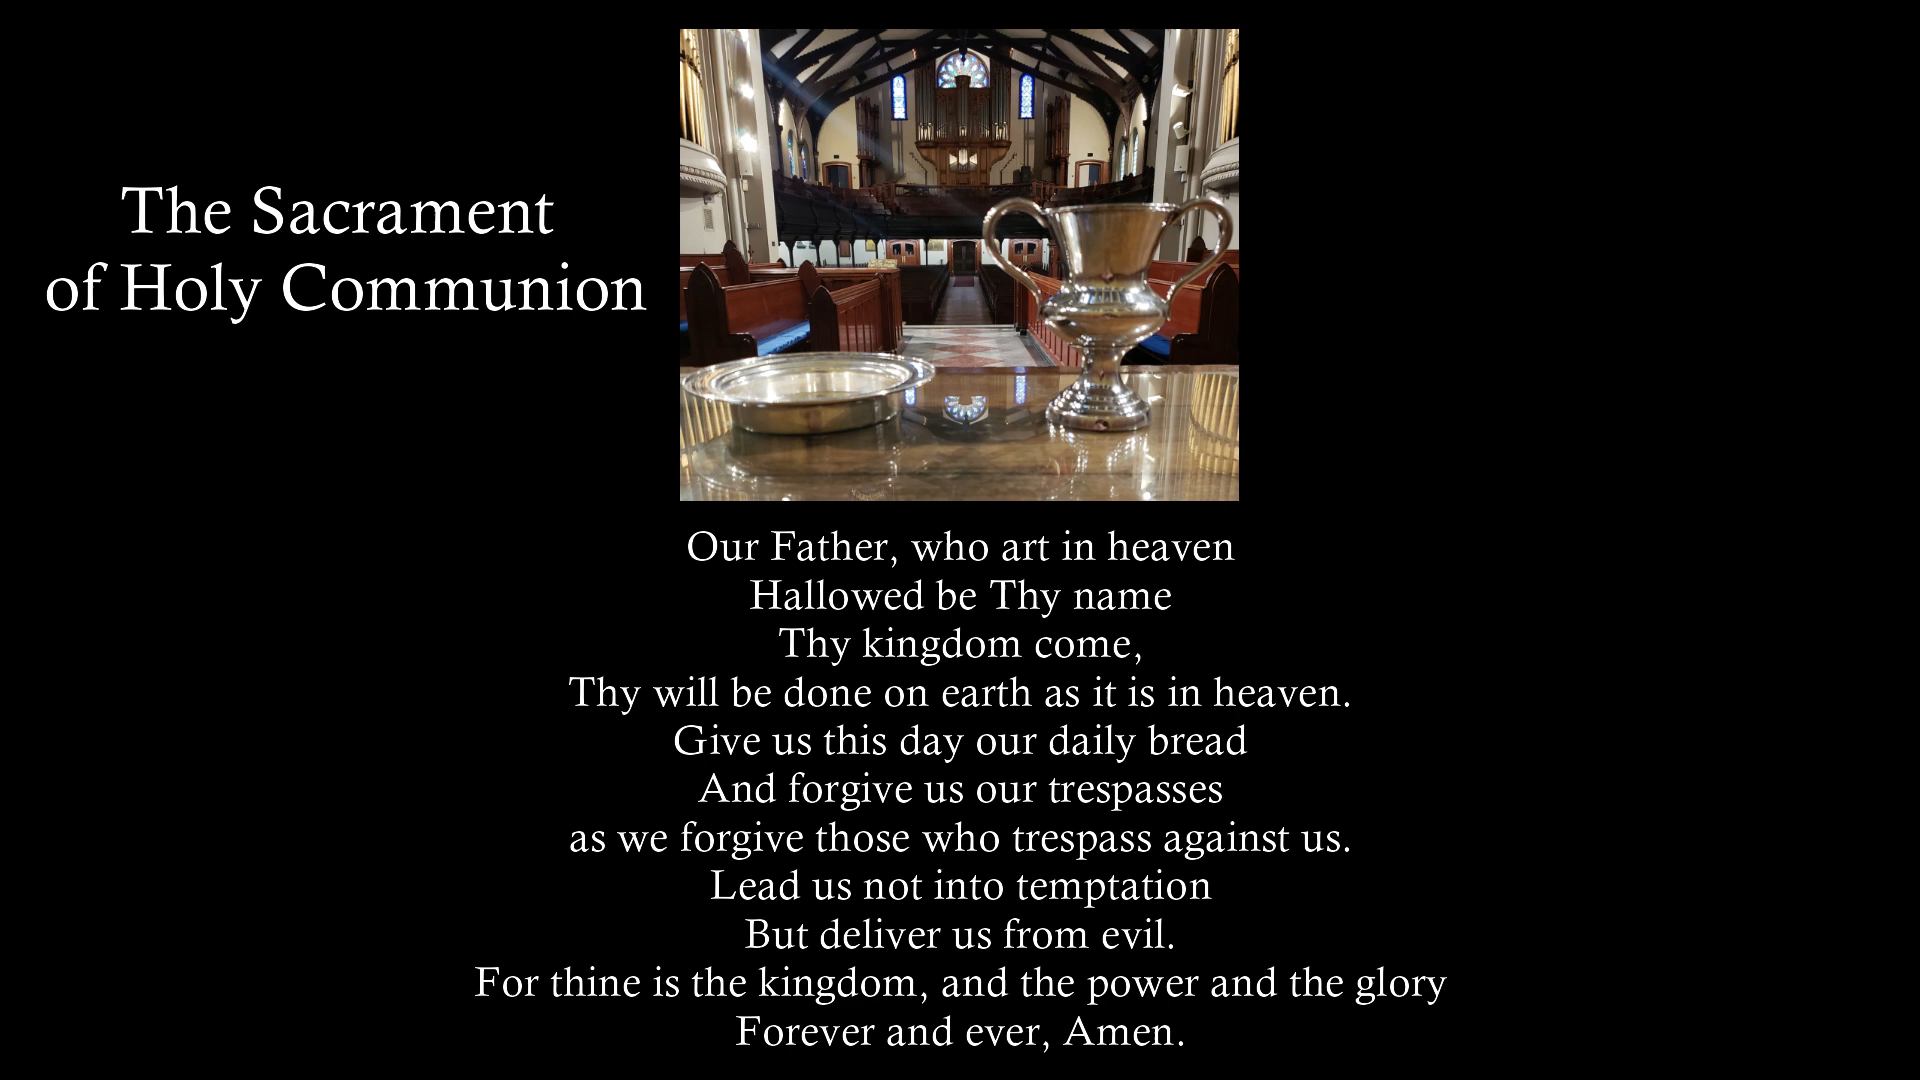 The Sacrament
of Holy Communion
Our Father, who art in heaven
Hallowed be Thy name
Thy kingdom come,
Thy will be done on earth as it is in heaven.
Give us this day our daily bread
And forgive us our trespasses
as we forgive those who trespass against us.
Lead us not into temptation
But deliver us from evil.
For thine is the kingdom, and the power and the glory
Forever and ever, Amen.